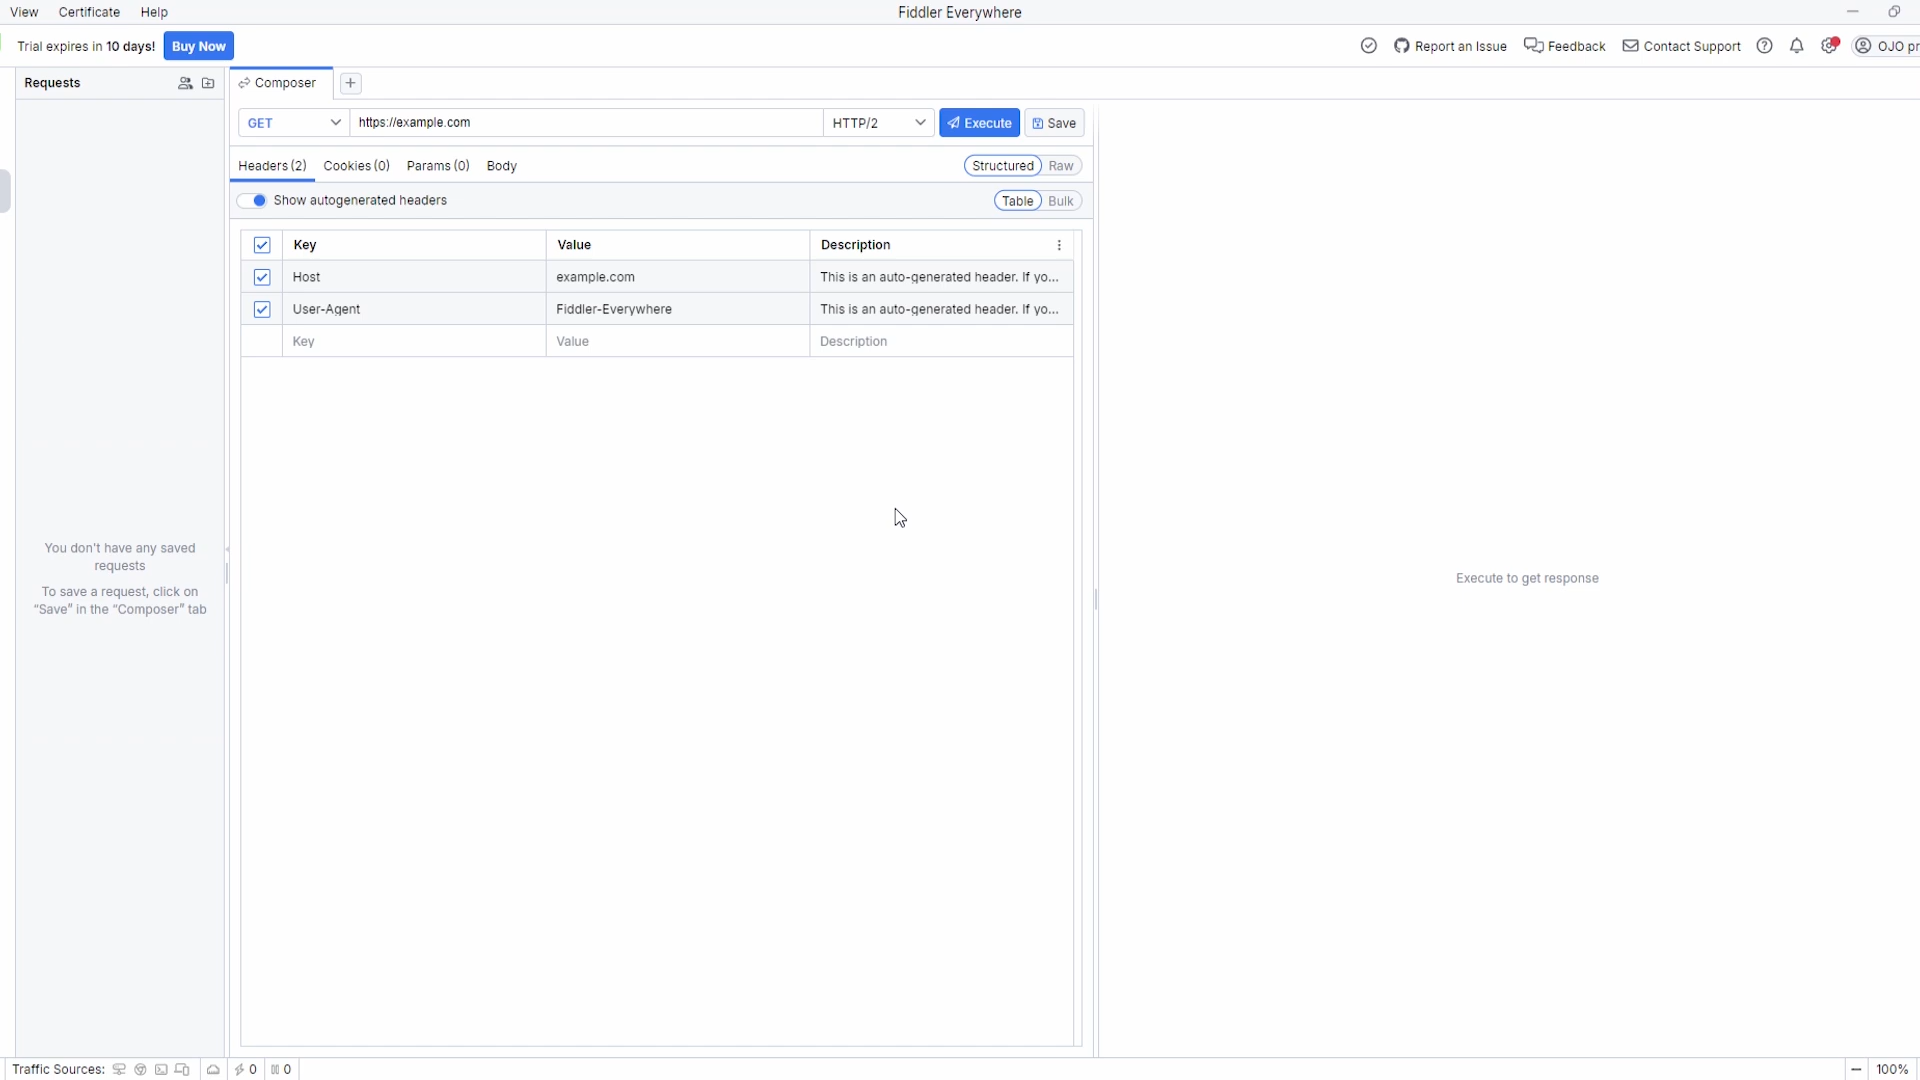 View Certificate Help
Fiddler Everywhere
Trial expires in 10 days!
Buy Now
Report an Issue
Feedback
Contact Support
OJO pr
Requests
Composer
GET
https://example.com
HTTP/2
Execute
Save
Headers (2) Cookies (0) Params (0) Body
Structured Raw
Show autogenerated headers
Table Bulk
Key Value Description
Host example.com This is an auto-generated header. If yo...
User-Agent Fiddler-Everywhere This is an auto-generated header. If yo...
Key Value Description
You don't have any saved
requests
To save a request, click on
"Save" in the "Composer" tab
Execute to get response
Traffic Sources:
0
0
100%